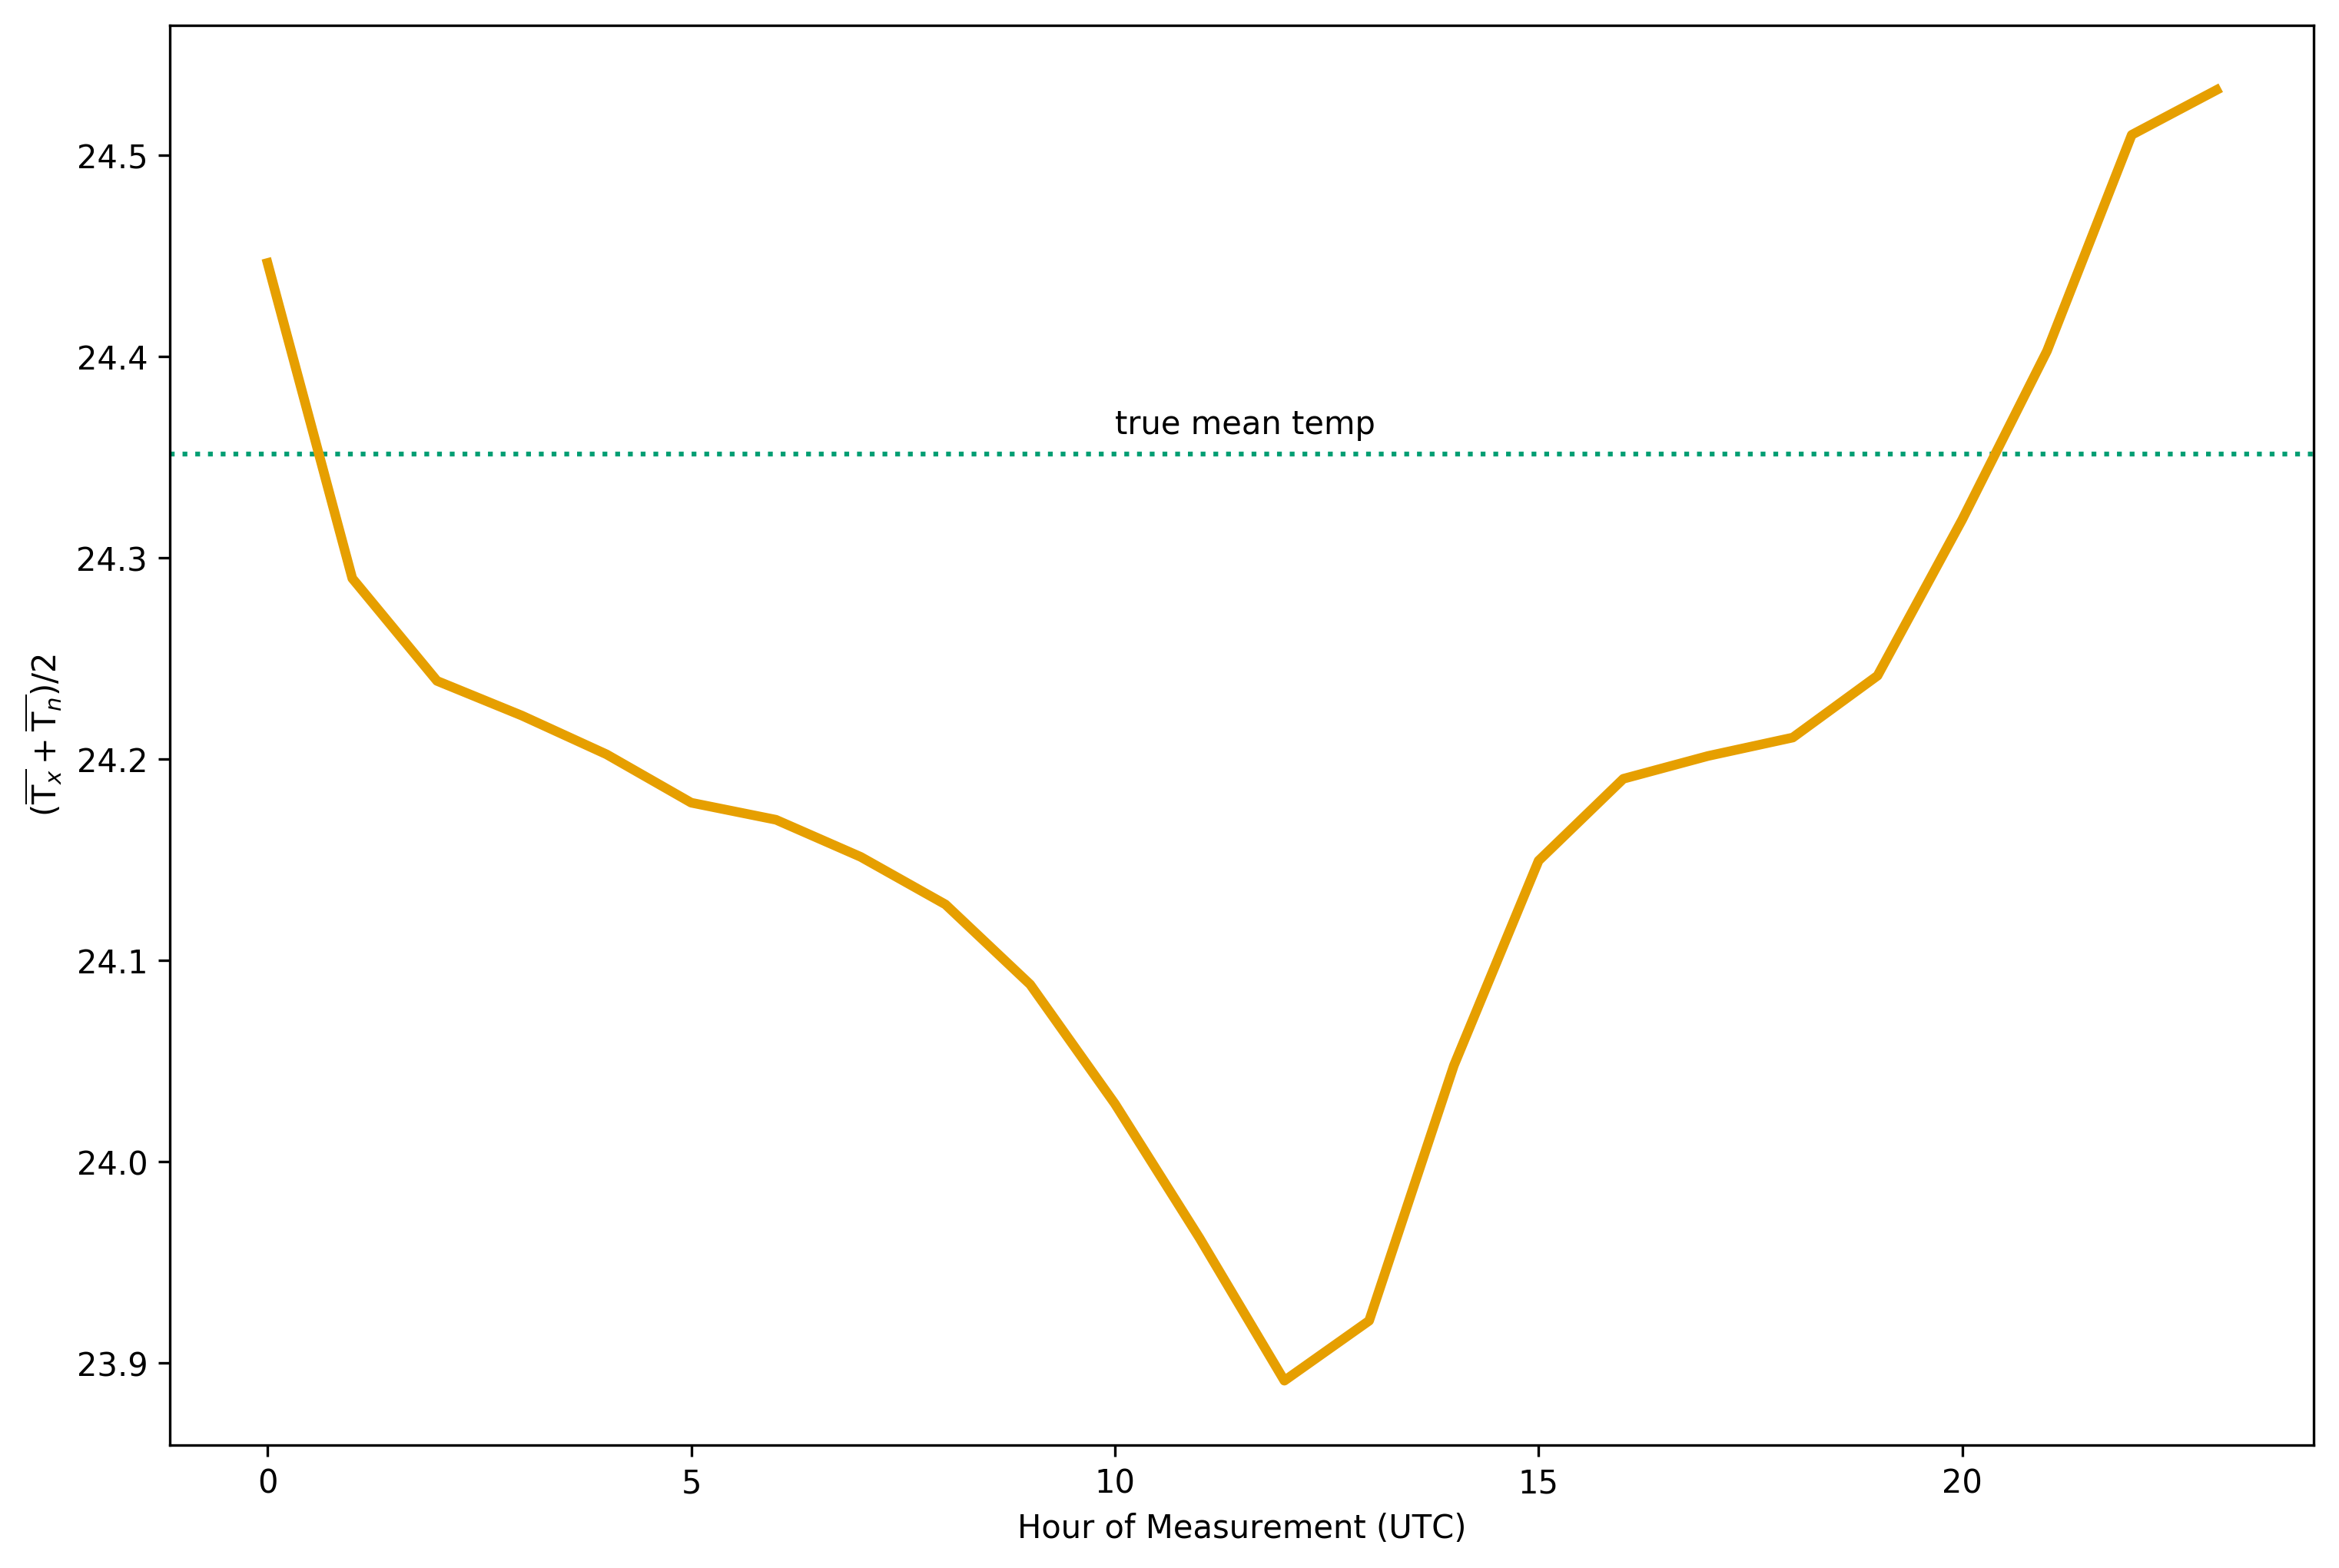 24.5
24.4
true mean temp
24.3
24.2
24.1
24.0
23.9
(T̅ₓ + T̅ₙ)/2
0 5 10 15 20
Hour of Measurement (UTC)